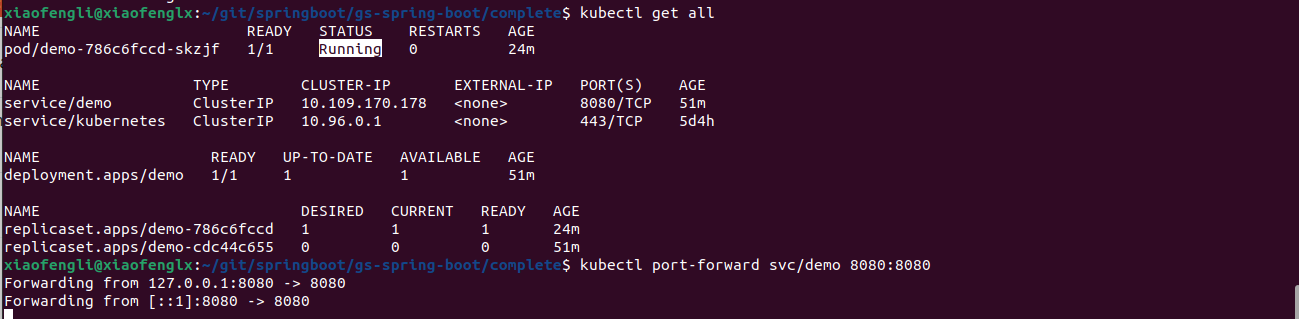 xiaofengli@xiaofenglx:~/git/springboot/gs-spring-boot/complete$ kubectl get all
NAME                       READY   STATUS    RESTARTS   AGE
pod/demo-786c6fccd-skzjf   1/1     Running   0          24m

NAME                 TYPE        CLUSTER-IP       EXTERNAL-IP   PORT(S)    AGE
service/demo         ClusterIP   10.109.170.178   <none>        8080/TCP   51m
service/kubernetes   ClusterIP   10.96.0.1        <none>        443/TCP    5d4h

NAME                   READY   UP-TO-DATE   AVAILABLE   AGE
deployment.apps/demo   1/1     1            1           51m

NAME                             DESIRED   CURRENT   READY   AGE
replicaset.apps/demo-786c6fccd   1         1         1       24m
replicaset.apps/demo-cdc44c655   0         0         0       51m
xiaofengli@xiaofenglx:~/git/springboot/gs-spring-boot/complete$ kubectl port-forward svc/demo 8080:8080
Forwarding from 127.0.0.1:8080 -> 8080
Forwarding from [::1]:8080 -> 8080